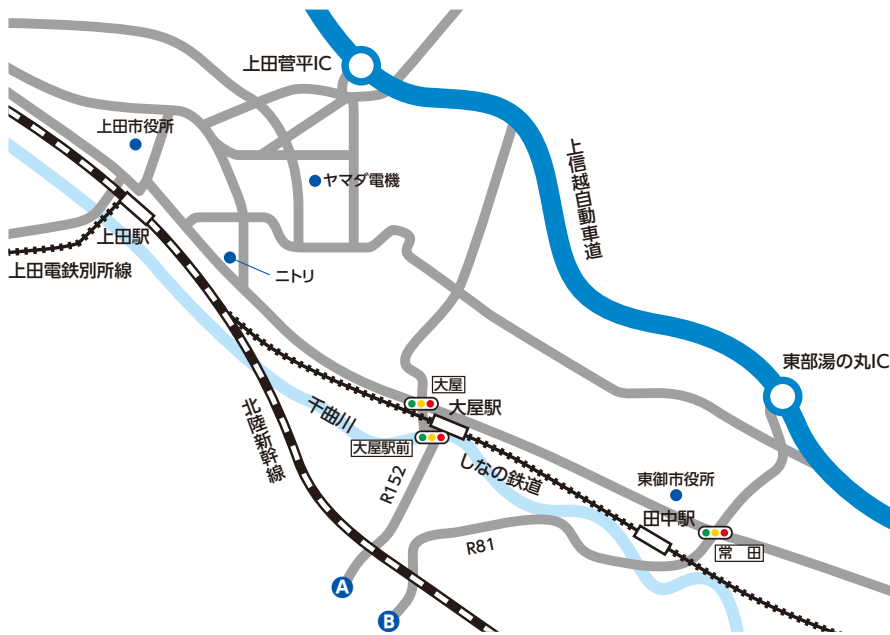 上田菅平IC
上田市役所
ヤマダ電機
上信越自動車道
上田駅
上田電鉄別所線
ニトリ
東部湯の丸IC
大屋
大屋駅
千曲川
北陸新幹線
大屋駅前
しなの鉄道
R152
東御市役所
田中駅
常 田
R81
A
B